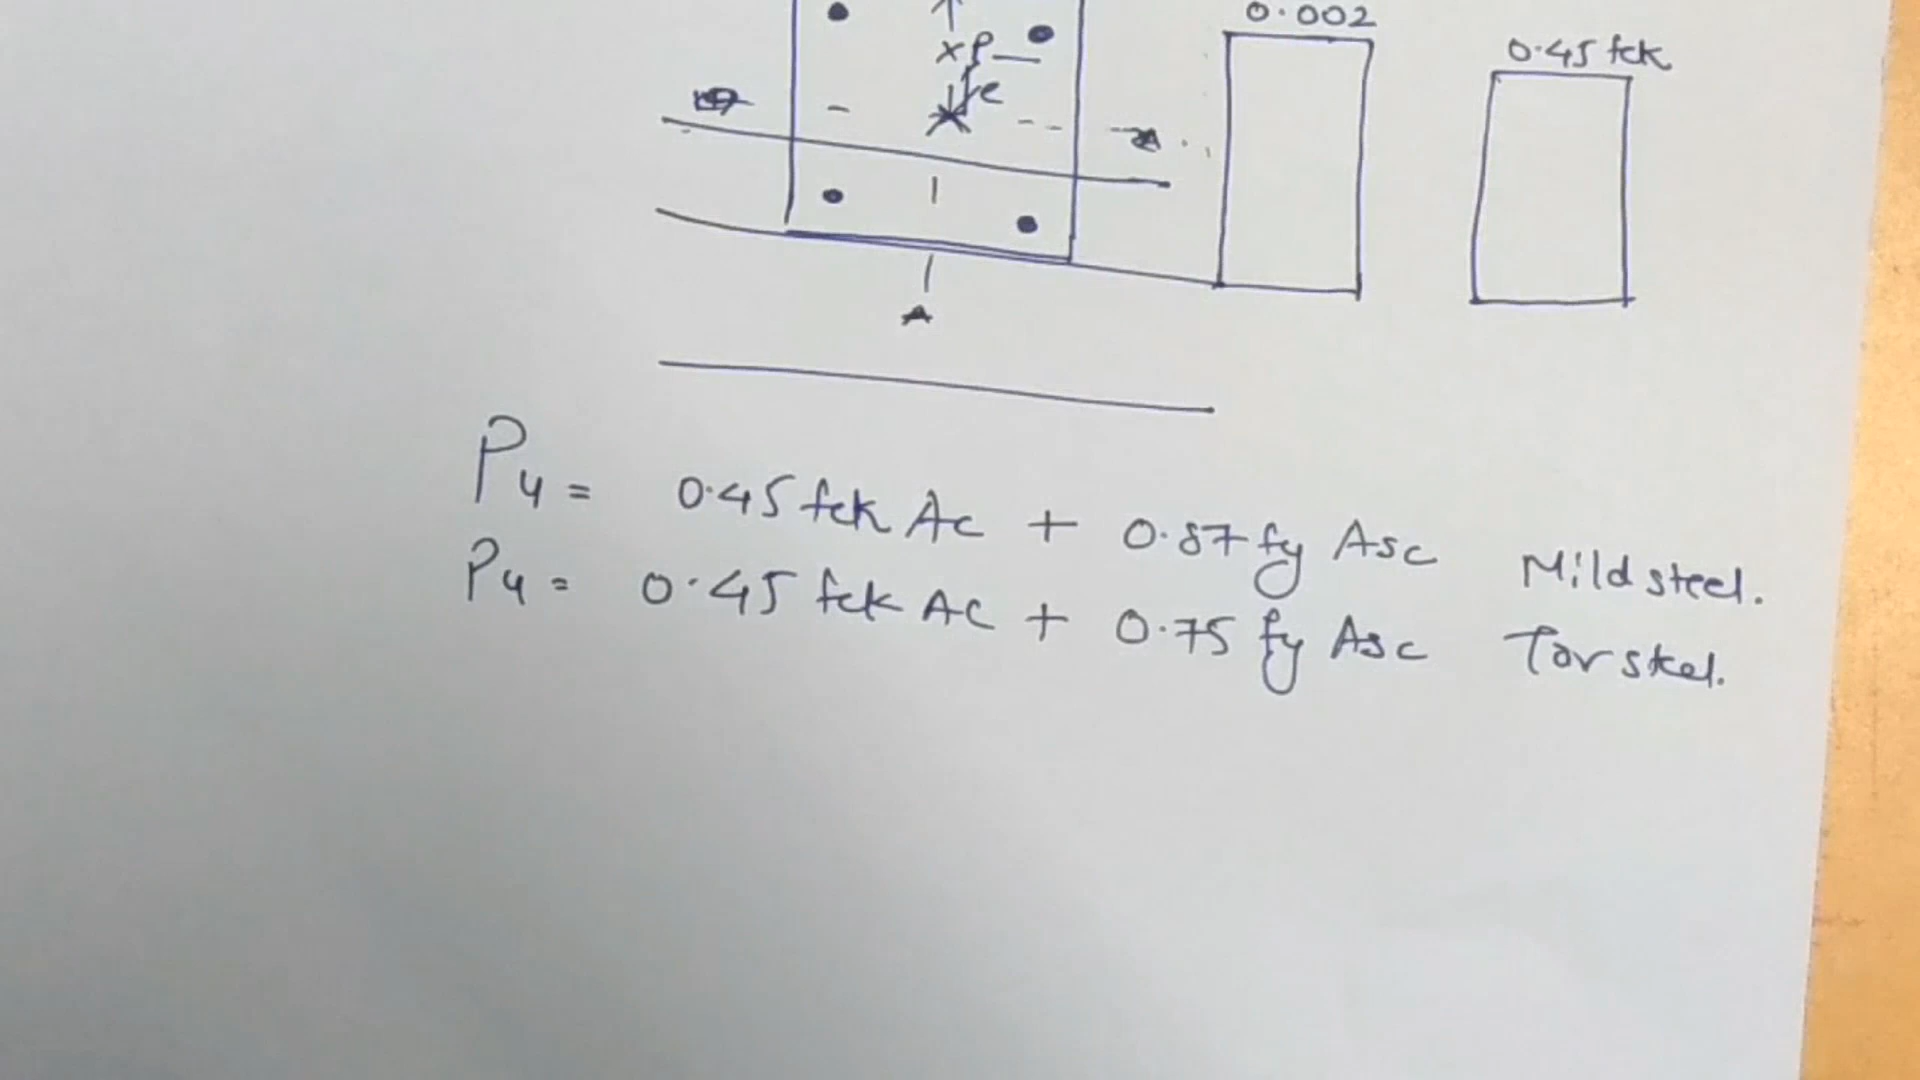 0.002
0.45 fck
P
e
A
Pu = 0.45 fck Ac + 0.87 fy Asc Mild steel.
Pu = 0.45 fck AC + 0.75 fy Asc Tor steel.